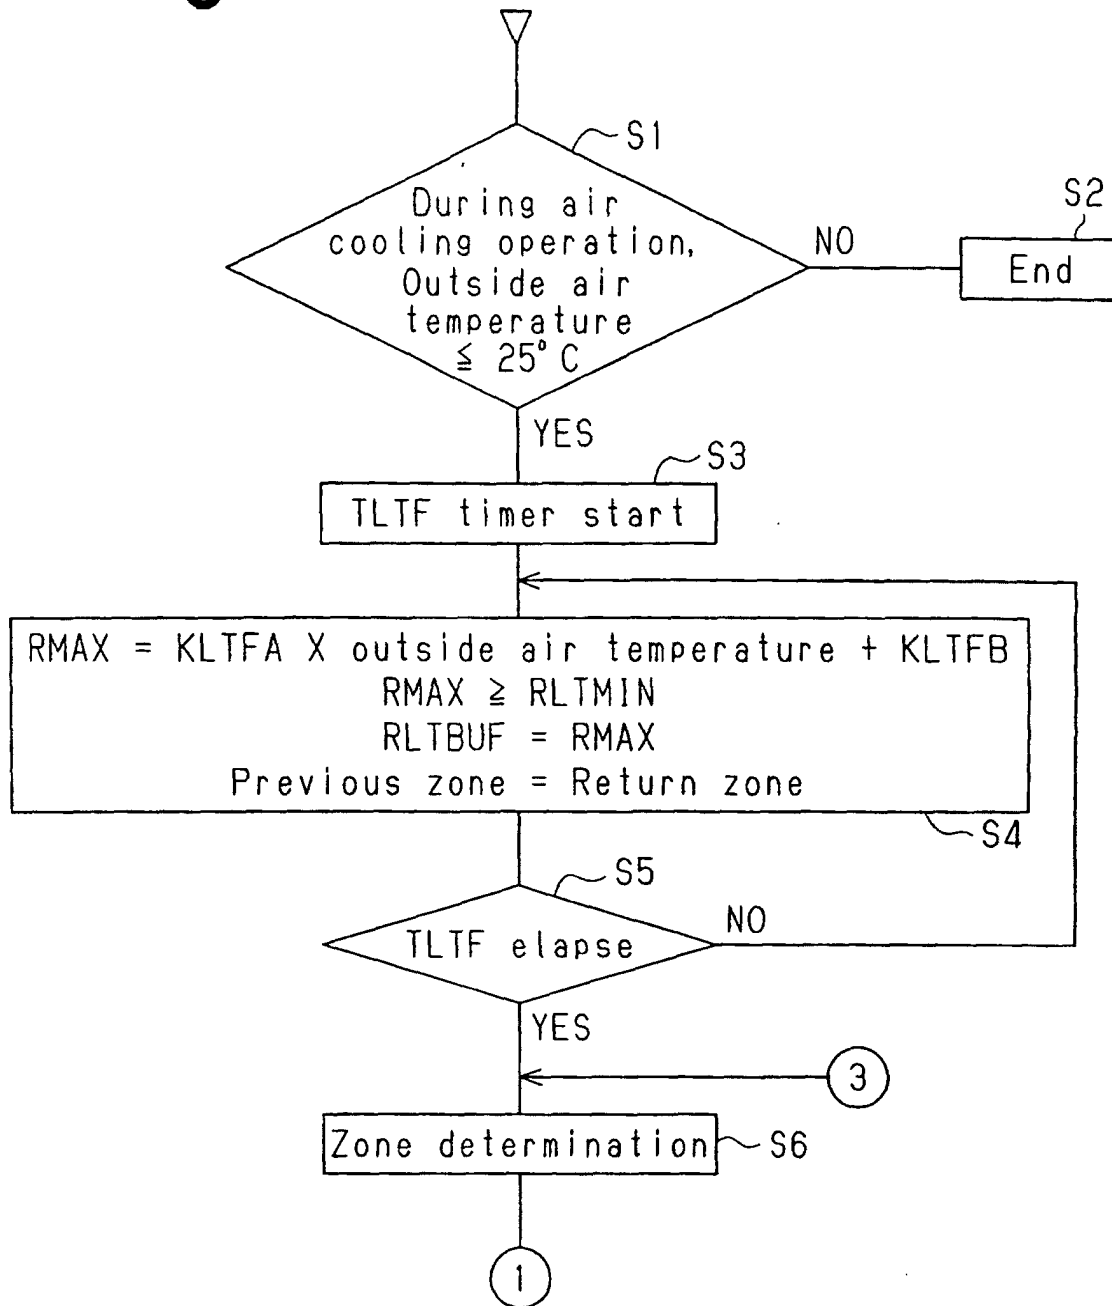 S1
During air
cooling operation,
Outside air
temperature
≦ 25°C
NO
S2
End
YES
S3
TLTF timer start
RMAX = KLTFA X outside air temperature + KLTFB
RMAX ≧ RLTMIN
RLTBUF = RMAX
Previous zone = Return zone
S4
S5
TLTF elapse
NO
YES
3
Zone determination
S6
1